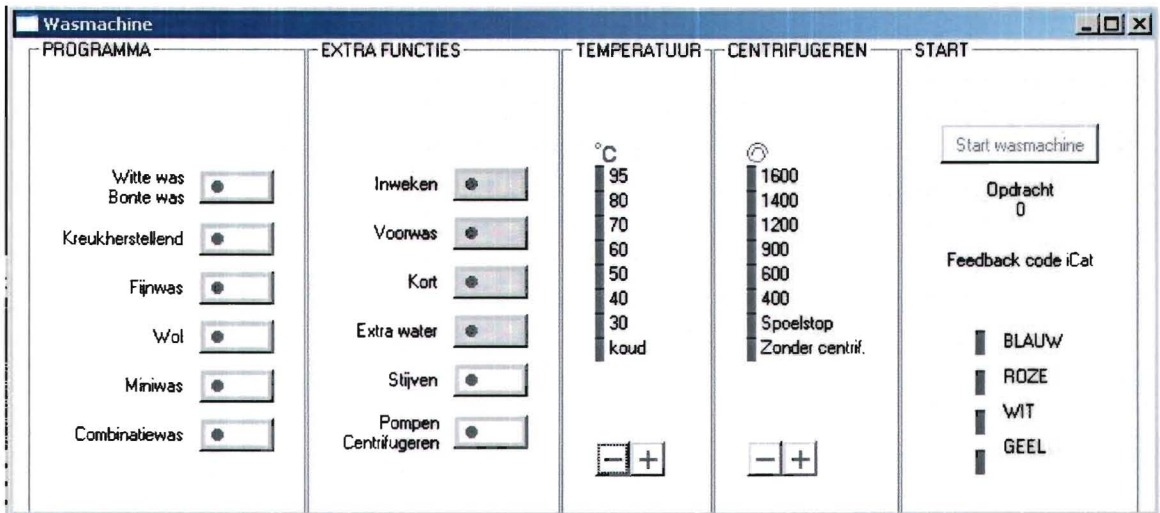 Wasmachine
PROGRAMMA
Witte was
Bonte was
Kreukherstellend
Fijnwas
Wol
Miniwas
Combinatiewas
EXTRA FUNCTIES
Inweken
Voorwas
Kort
Extra water
Stijven
Pompen
Centrifugeren
TEMPERATUUR
°C
95
80
70
60
50
40
30
koud
− +
CENTRIFUGEREN
1600
1400
1200
900
600
400
Spoelstop
Zonder centrif.
− +
START
Start wasmachine
Opdracht
0
Feedback code iCat
BLAUW
ROZE
WIT
GEEL